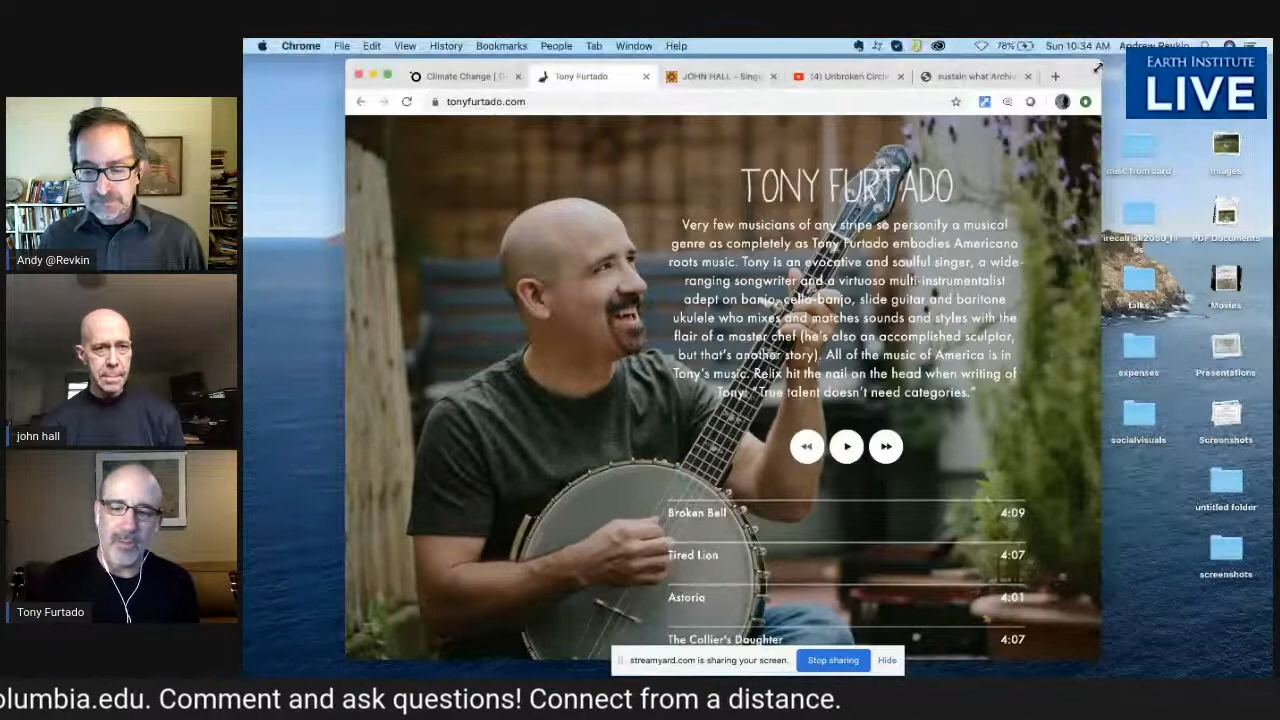 Chrome File Edit View History Bookmarks People Tab Window Help 78% Sun 10:34 AM Andrew Revkin
EARTH INSTITUTE
LIVE
Climate Change |
Tony Furtado
JOHN HALL - Sing
(4) Unbroken Circle
sustain what Archiv
tonyfurtado.com
TONY FURTADO
Very few musicians of any stripe so personify a musical
genre as completely as Tony Furtado embodies Americana
roots music. Tony is an evocative and soulful singer, a wide-
ranging songwriter and a virtuoso multi-instrumentalist
adept on banjo, cello-banjo, slide guitar and baritone
ukulele who mixes and matches sounds and styles with the
flair of a master chef (he's also an accomplished sculptor,
but that's another story). All of the music of America is in
Tony's music. Relix hit the nail on the head when writing of
Tony: "True talent doesn't need categories."
Broken Bell 4:09
Tired Lion 4:07
Astoria 4:01
The Collier's Daughter 4:07
streamyard.com is sharing your screen. Stop sharing Hide
misc from card
images
PDF Documents
talks
Movies
expenses
Presentations
socialvisuals
Screenshots
untitled folder
screenshots
Andy @Revkin
john hall
Tony Furtado
olumbia.edu. Comment and ask questions! Connect from a distance.